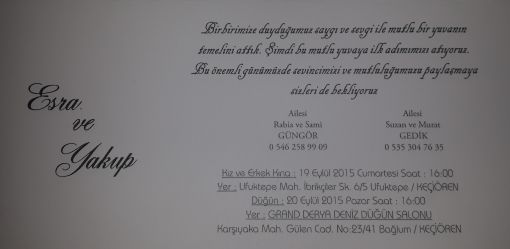 Esra
ve
Yakup
Birbirimize duyduğumuz saygı ve sevgi ile mutlu bir yuvanın
temelini attık. Şimdi bu mutlu yuvaya ilk adımımızı atıyoruz.
Bu önemli günümüzde sevincimizi ve mutluluğumuzu paylaşmaya
sizleri de bekliyoruz
Ailesi
Rabia ve Sami
GÜNGÖR
0 546 258 99 09
Ailesi
Suzan ve Murat
GEDİK
0 535 304 76 35
Kız ve Erkek Kına : 19 Eylül 2015 Cumartesi Saat : 16:00
Yer : Ufuktepe Mah. İbrikçiler Sk. 6/5 Ufuktepe / KEÇİÖREN
Düğün : 20 Eylül 2015 Pazar Saat : 16:00
Yer : GRAND DERYA DENİZ DÜĞÜN SALONU
Karşıyaka Mah. Gülen Cad. No:23/41 Bağlum / KEÇİÖREN